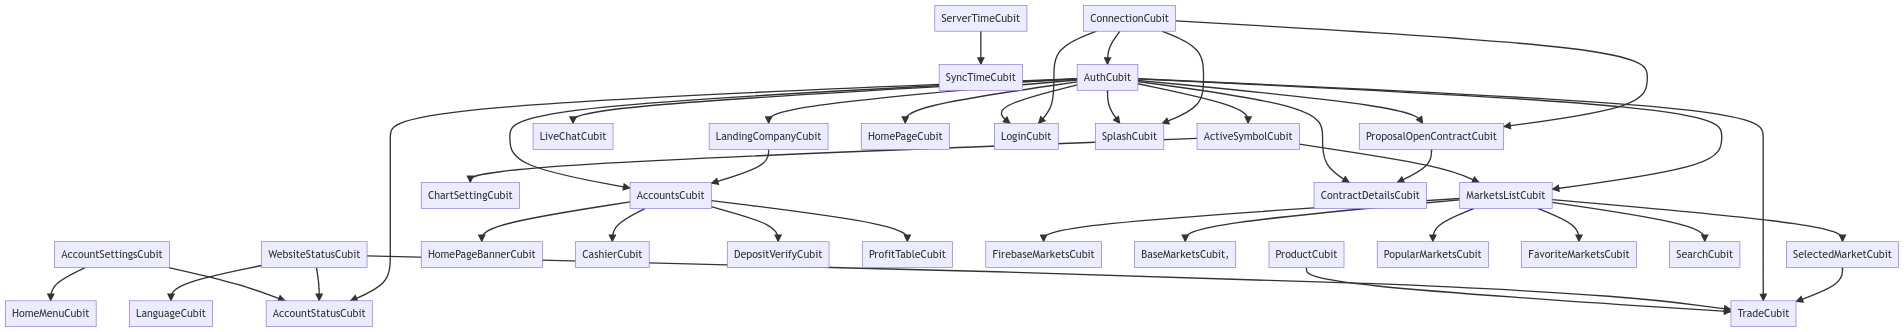 ServerTimeCubit
ConnectionCubit
SyncTimeCubit
AuthCubit
LiveChatCubit
LandingCompanyCubit
HomePageCubit
LoginCubit
SplashCubit
ActiveSymbolCubit
ProposalOpenContractCubit
ChartSettingCubit
AccountsCubit
ContractDetailsCubit
MarketsListCubit
AccountSettingsCubit
WebsiteStatusCubit
HomePageBannerCubit
CashierCubit
DepositVerifyCubit
ProfitTableCubit
FirebaseMarketsCubit
BaseMarketsCubit,
ProductCubit
PopularMarketsCubit
FavoriteMarketsCubit
SearchCubit
SelectedMarketCubit
HomeMenuCubit
LanguageCubit
AccountStatusCubit
TradeCubit